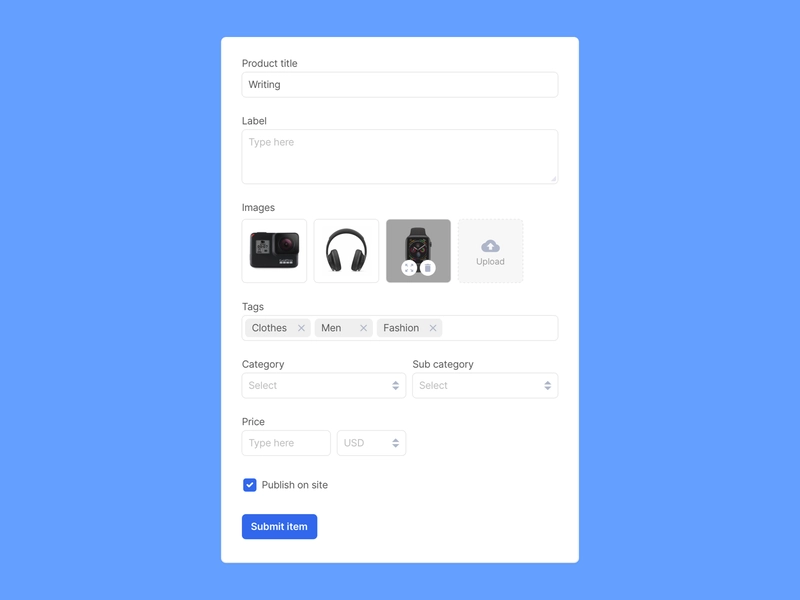 Product title
Writing
Label
Type here
Images
Upload
Tags
Clothes Men Fashion
Category Sub category
Select Select
Price
Type here USD
Publish on site
Submit item